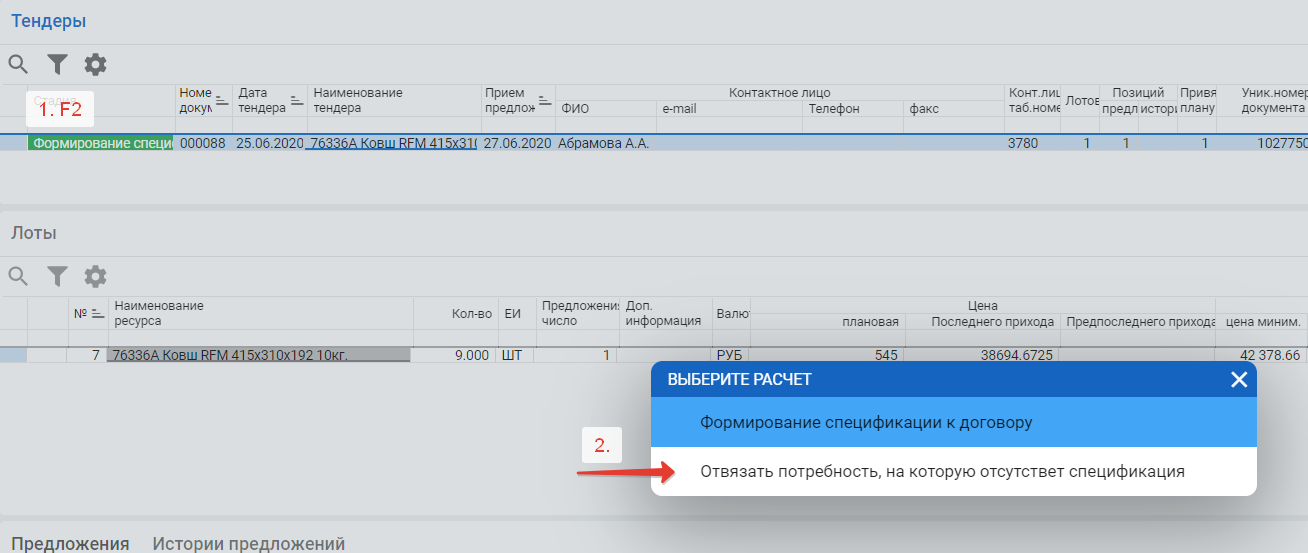 Тендеры
1. F2
Номе Дата Наименование Прием Контактное лицо Конт.лиц Лотов Позиций Привя Уник.номер
доку тендера тендера предлож ФИО e-mail Телефон факс таб.номе предл истор плану документа
Формирование специ 000088 25.06.2020 76336А Ковш RFM 415x31 27.06.2020 Абрамова А.А. 3780 1 1 1 1027750
Лоты
№ Наименование Кол-во ЕИ Предложения Доп. Валю Цена
ресурса число информация плановая Последнего прихода Предпоследнего прихода цена миним.
7 76336А Ковш RFM 415x310x192 10кг. 9.000 ШТ 1 РУБ 545 38694.6725 42 378.66
ВЫБЕРИТЕ РАСЧЕТ
Формирование спецификации к договору
2.
Отвязать потребность, на которую отсутствет спецификация
Предложения Истории предложений